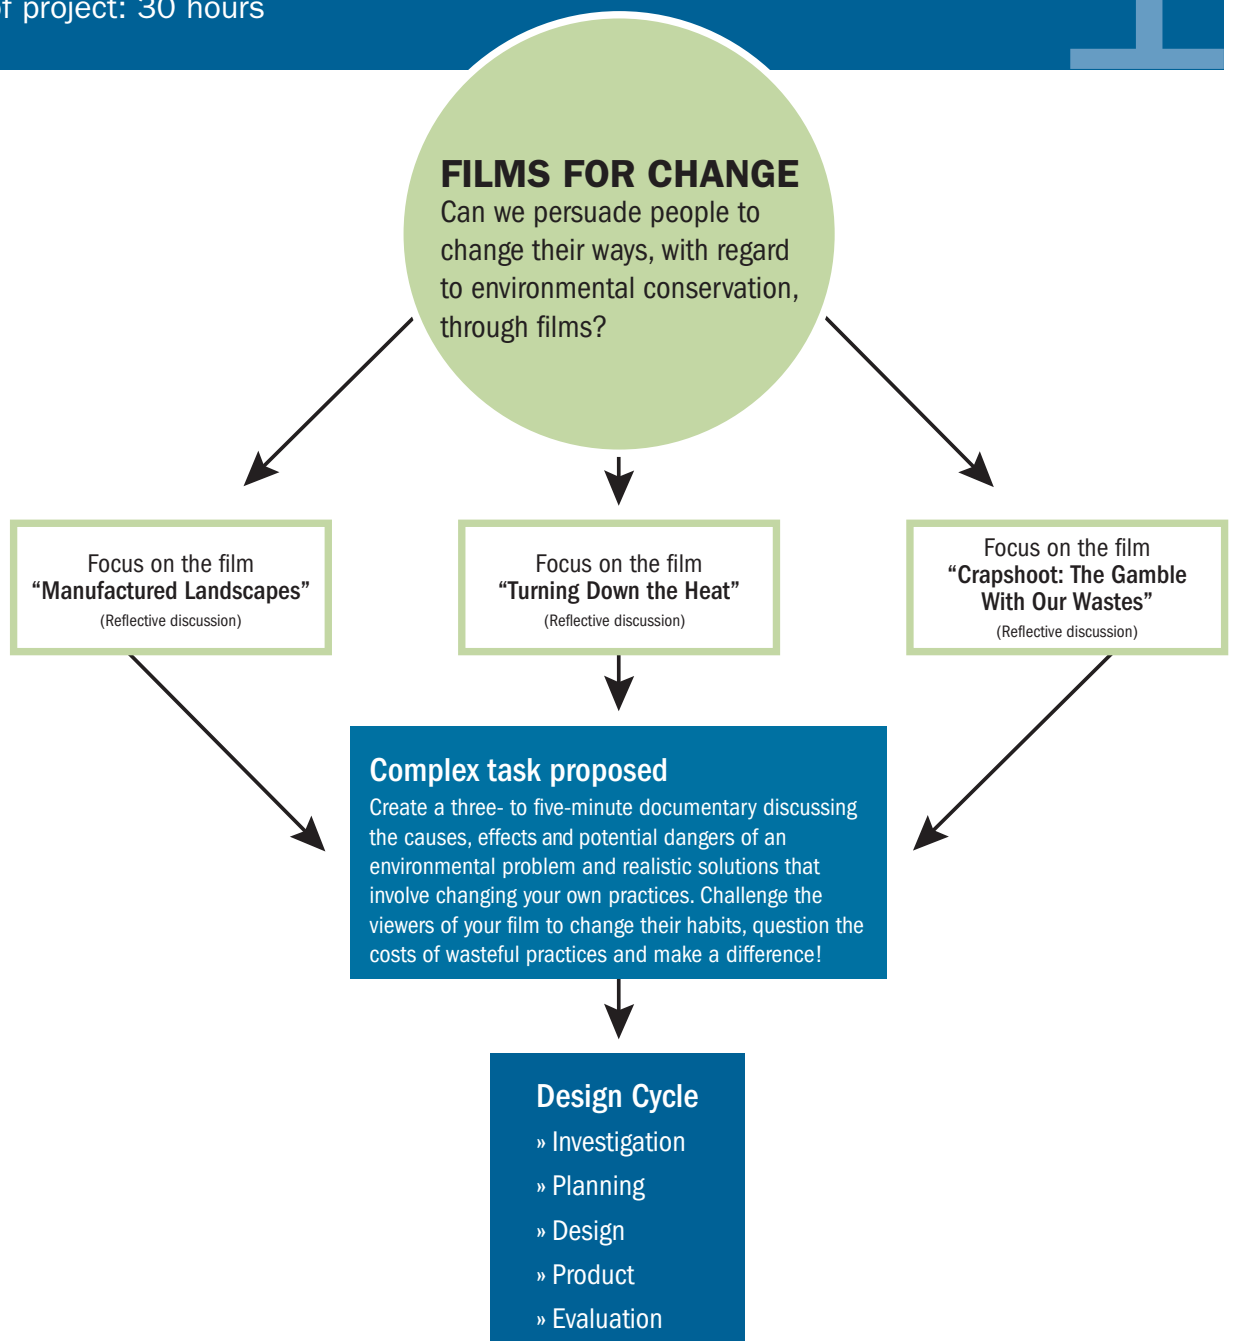 of project: 30 hours
FILMS FOR CHANGE
Can we persuade people to
change their ways, with regard
to environmental conservation,
through films?
Focus on the film
“Manufactured Landscapes”
(Reflective discussion)
Focus on the film
“Turning Down the Heat”
(Reflective discussion)
Focus on the film
“Crapshoot: The Gamble
With Our Wastes”
(Reflective discussion)
Complex task proposed
Create a three- to five-minute documentary discussing
the causes, effects and potential dangers of an
environmental problem and realistic solutions that
involve changing your own practices. Challenge the
viewers of your film to change their habits, question the
costs of wasteful practices and make a difference!
Design Cycle
» Investigation
» Planning
» Design
» Product
» Evaluation